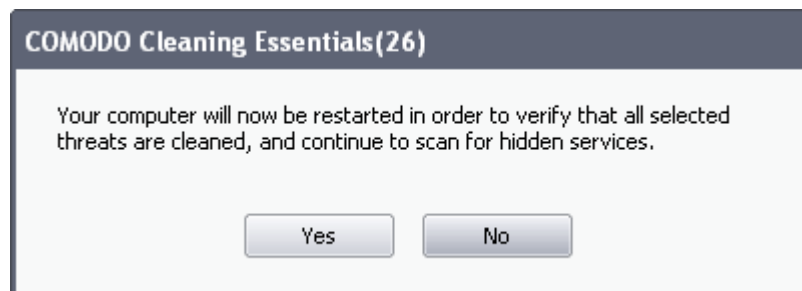 COMODO Cleaning Essentials(26)
Your computer will now be restarted in order to verify that all selected
threats are cleaned, and continue to scan for hidden services.
Yes No